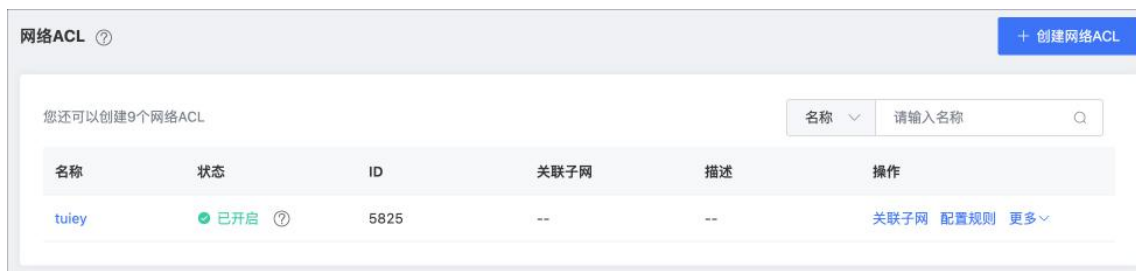 网络ACL ?
+ 创建网络ACL
您还可以创建9个网络ACL
名称 请输入名称
名称 状态 ID 关联子网 描述 操作
tuiey 已开启 ? 5825 -- -- 关联子网 配置规则 更多